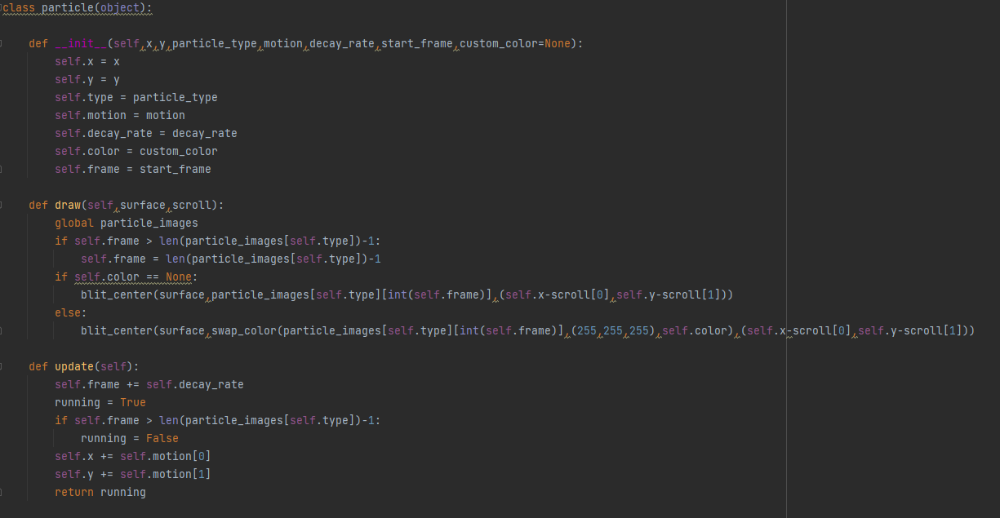 class particle(object):
    def __init__(self,x,y,particle_type,motion,decay_rate,start_frame,custom_color=None):
        self.x = x
        self.y = y
        self.type = particle_type
        self.motion = motion
        self.decay_rate = decay_rate
        self.color = custom_color
        self.frame = start_frame
    def draw(self,surface,scroll):
        global particle_images
        if self.frame > len(particle_images[self.type])-1:
            self.frame = len(particle_images[self.type])-1
        if self.color == None:
            blit_center(surface,particle_images[self.type][int(self.frame)],(self.x-scroll[0],self.y-scroll[1]))
        else:
            blit_center(surface,swap_color(particle_images[self.type][int(self.frame)],(255,255,255),self.color),(self.x-scroll[0],self.y-scroll[1]))
    def update(self):
        self.frame += self.decay_rate
        running = True
        if self.frame > len(particle_images[self.type])-1:
            running = False
        self.x += self.motion[0]
        self.y += self.motion[1]
        return running